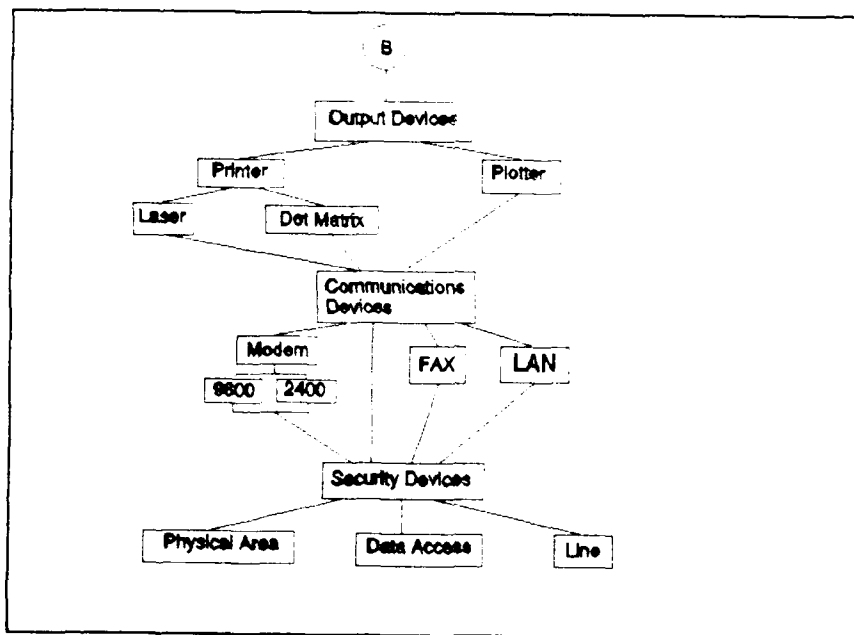 B
Output Devices
Printer
Plotter
Laser
Dot Matrix
Communications
Devices
Modem
FAX
LAN
9600
2400
Security Devices
Physical Area
Data Access
Line